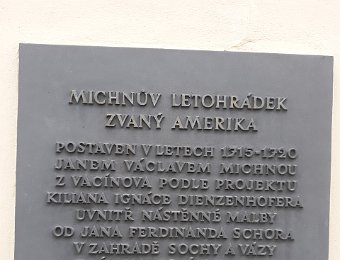 MICHNŮV LETOHRÁDEK
ZVANÝ AMERIKA
POSTAVEN V LETECH 1715-1720
JANEM VÁCLAVEM MICHNOU
Z VACÍNOVA PODLE PROJEKTU
KILIANA IGNÁCE DIENZENHOFERA
UVNITŘ NÁSTĚNNÉ MALBY
OD JANA FERDINANDA SCHORA
V ZAHRADĚ SOCHY A VÁZY